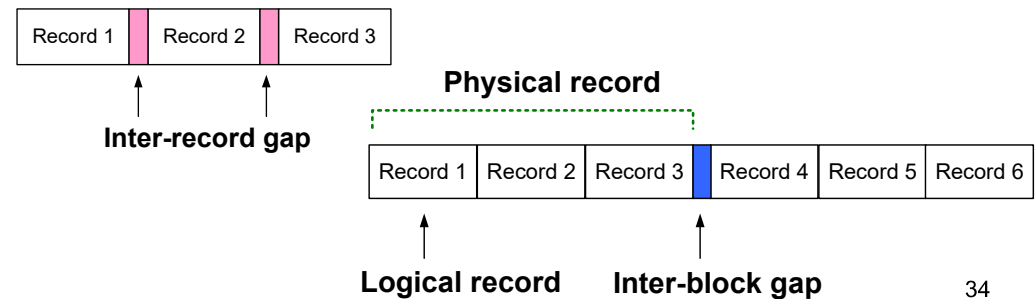 Record 1 Record 2 Record 3
Inter-record gap
Physical record
Record 1 Record 2 Record 3 Record 4 Record 5 Record 6
Logical record Inter-block gap
34